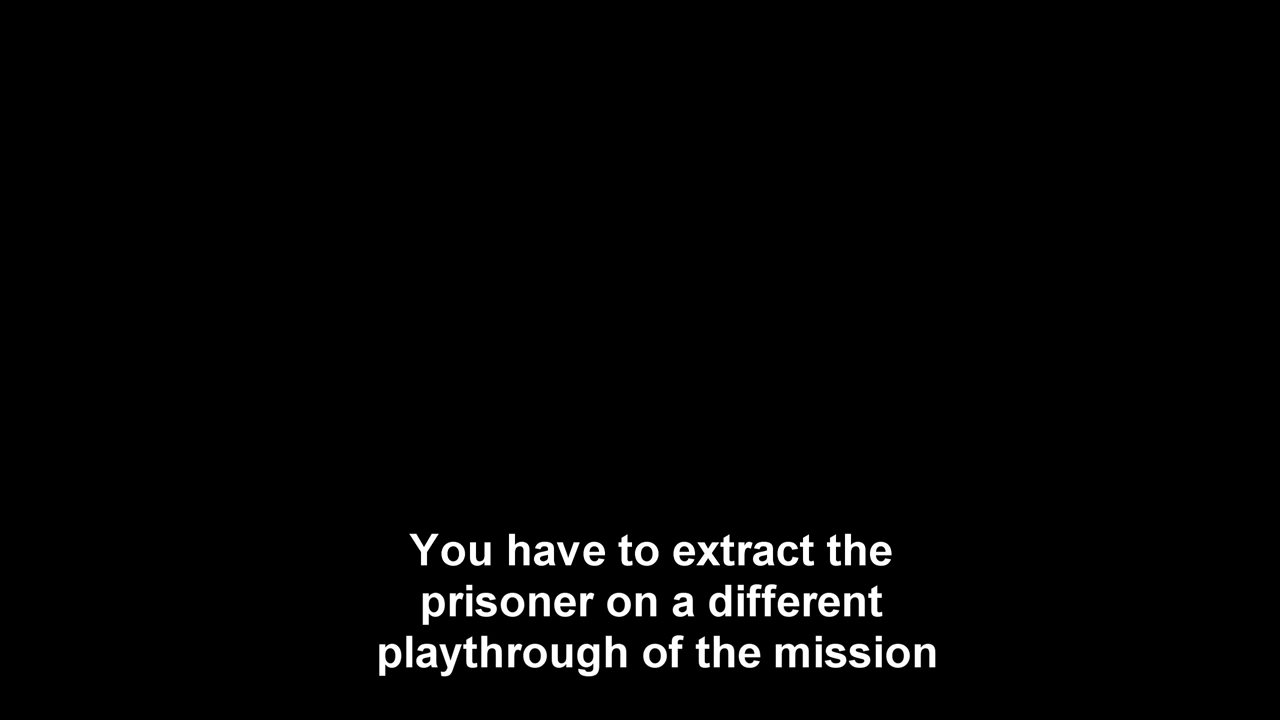 You have to extract the
prisoner on a different
playthrough of the mission